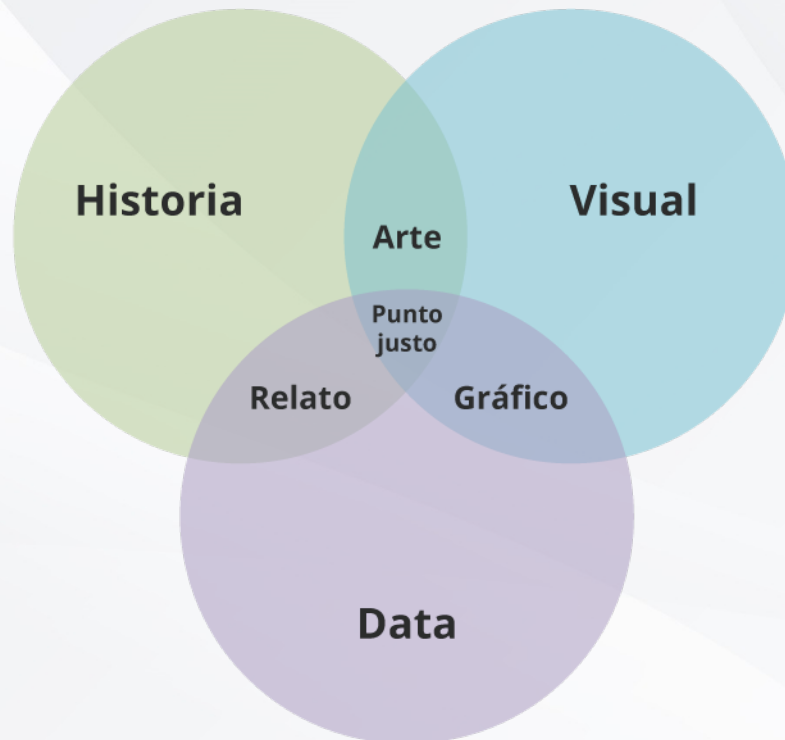 Historia
Visual
Arte
Punto
justo
Relato
Gráfico
Data